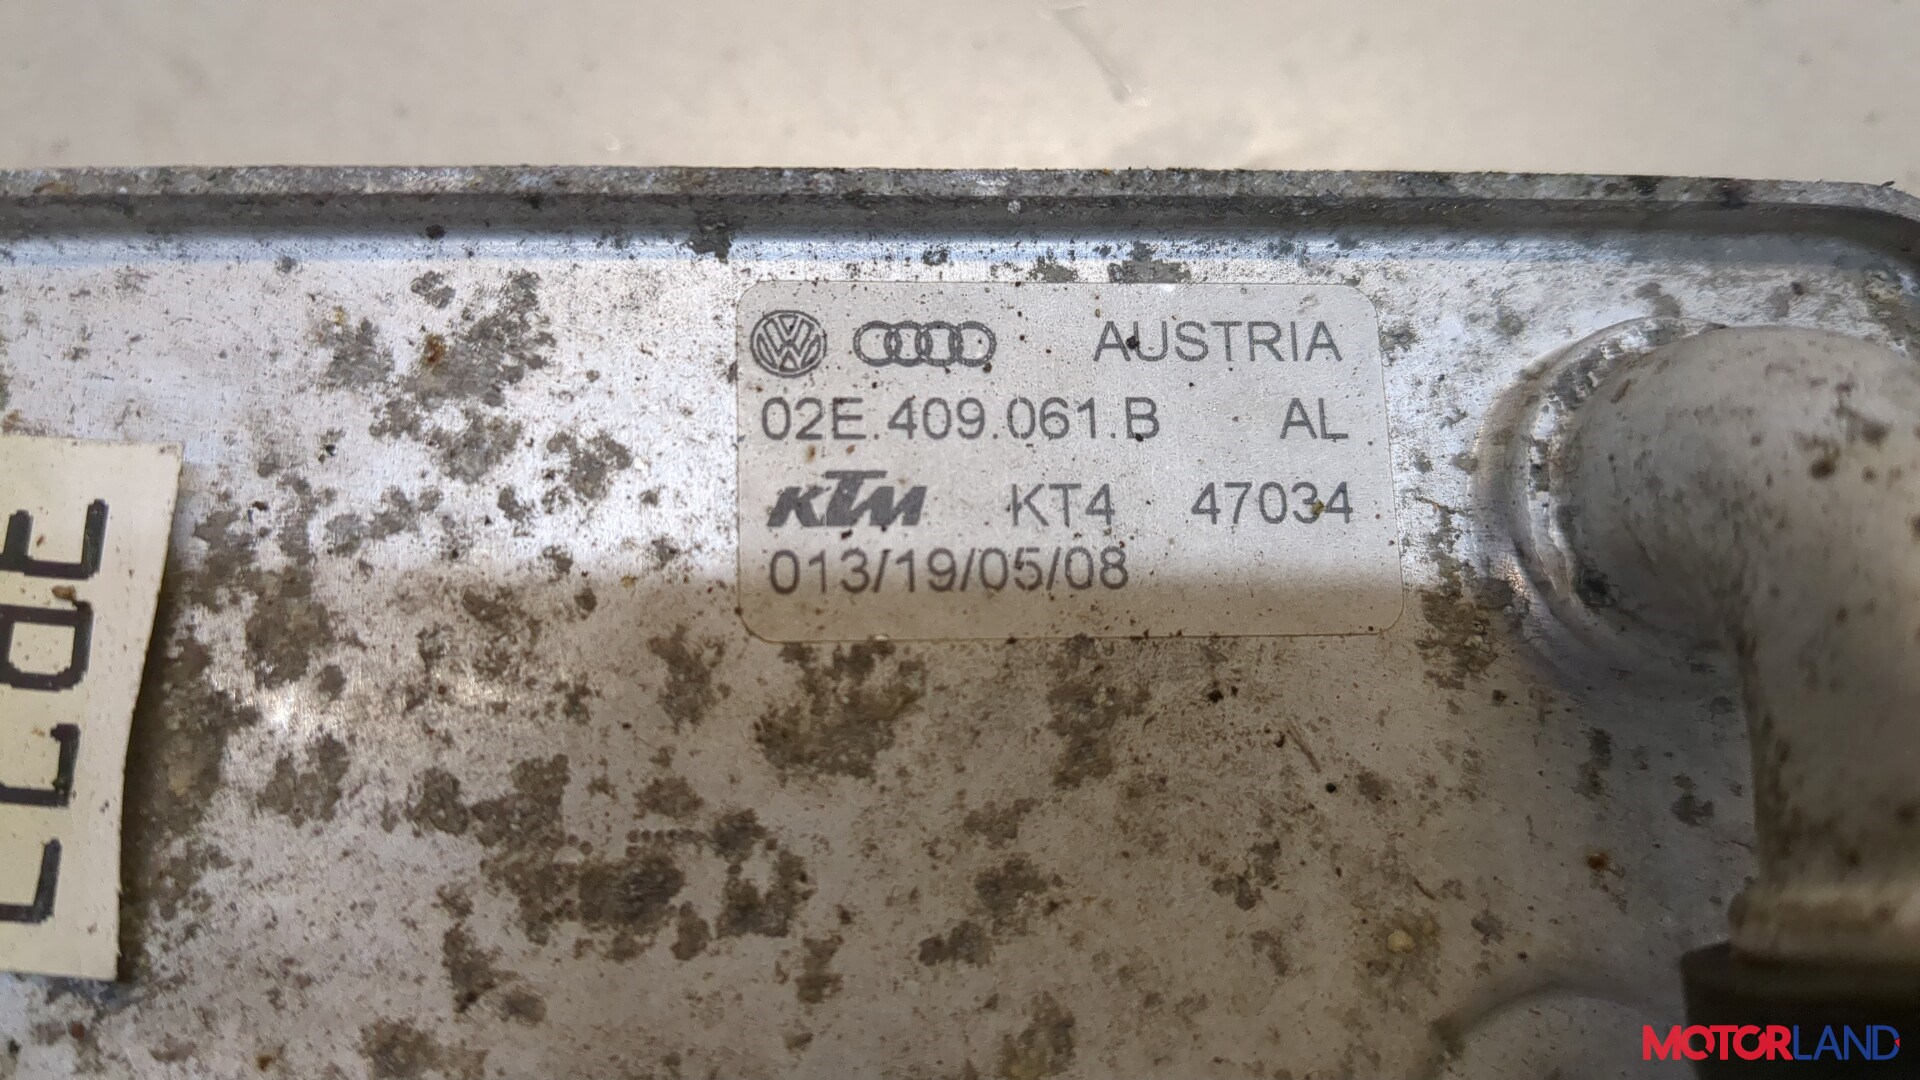 AUSTRIA
02E.409.061.B AL
KTM KT4 47034
013/19/05/08
MOTORLAND